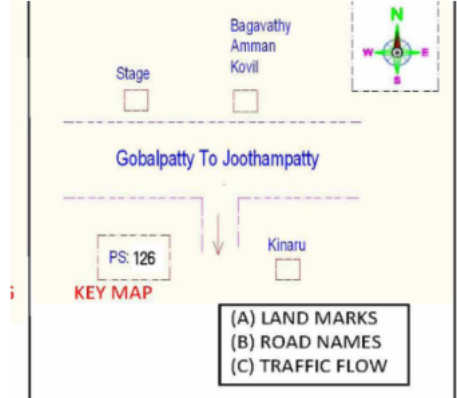 Bagavathy
Amman
Kovil
N
W E
S
Stage
Gobalpatty To Joothampatty
PS: 126
Kinaru
KEY MAP
(A) LAND MARKS
(B) ROAD NAMES
(C) TRAFFIC FLOW